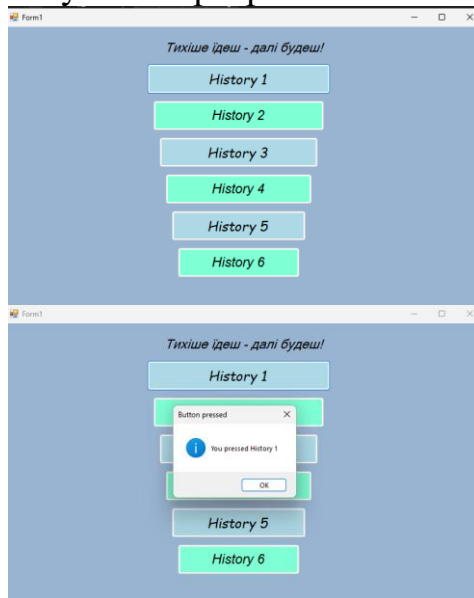 Form1
Тихіше їдеш - далі будеш!
History 1
History 2
History 3
History 4
History 5
History 6
Form1
Тихіше їдеш - далі будеш!
History 1
Button pressed
You pressed History 1
OK
History 5
History 6